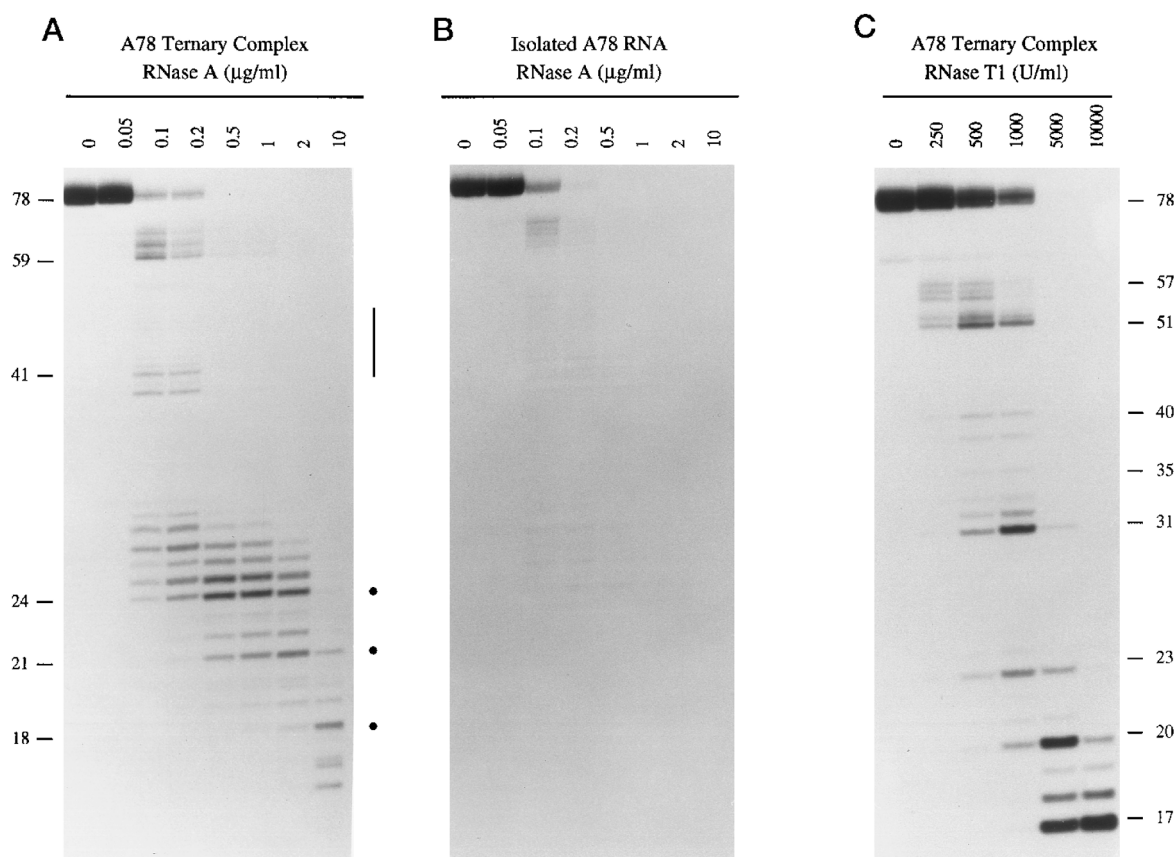 A
A78 Ternary Complex
RNase A (µg/ml)
0 0.05 0.1 0.2 0.5 1 2 10
78
59
41
24
21
18
B
Isolated A78 RNA
RNase A (µg/ml)
0 0.05 0.1 0.2 0.5 1 2 10
C
A78 Ternary Complex
RNase T1 (U/ml)
0 250 500 1000 5000 10000
78
57
51
40
35
31
23
20
17